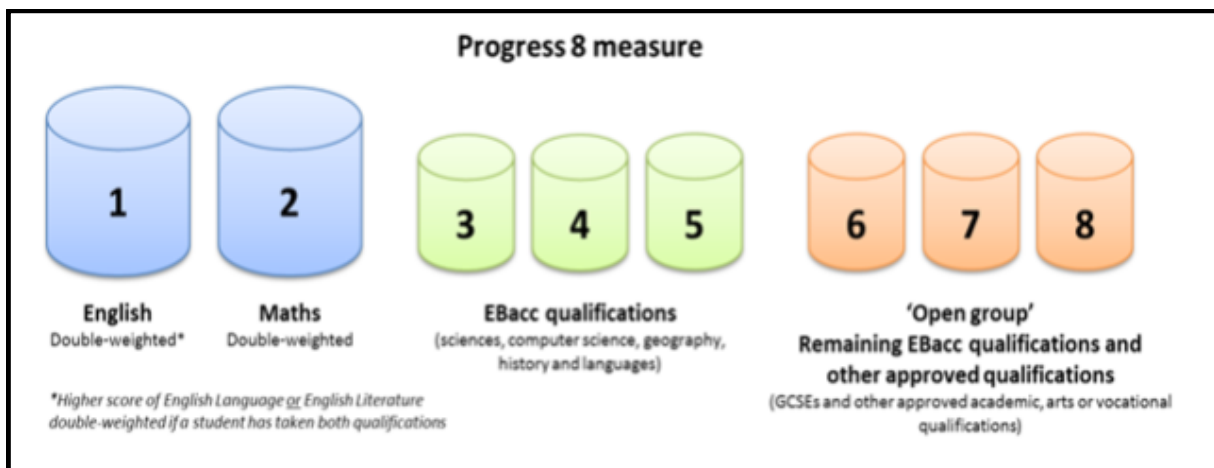 Progress 8 measure
1
2
3
4
5
6
7
8
English
Double-weighted*
Maths
Double-weighted
EBacc qualifications
(sciences, computer science, geography,
history and languages)
'Open group'
Remaining EBacc qualifications and
other approved qualifications
(GCSEs and other approved academic, arts or vocational
qualifications)
*Higher score of English Language or English Literature
double-weighted if a student has taken both qualifications